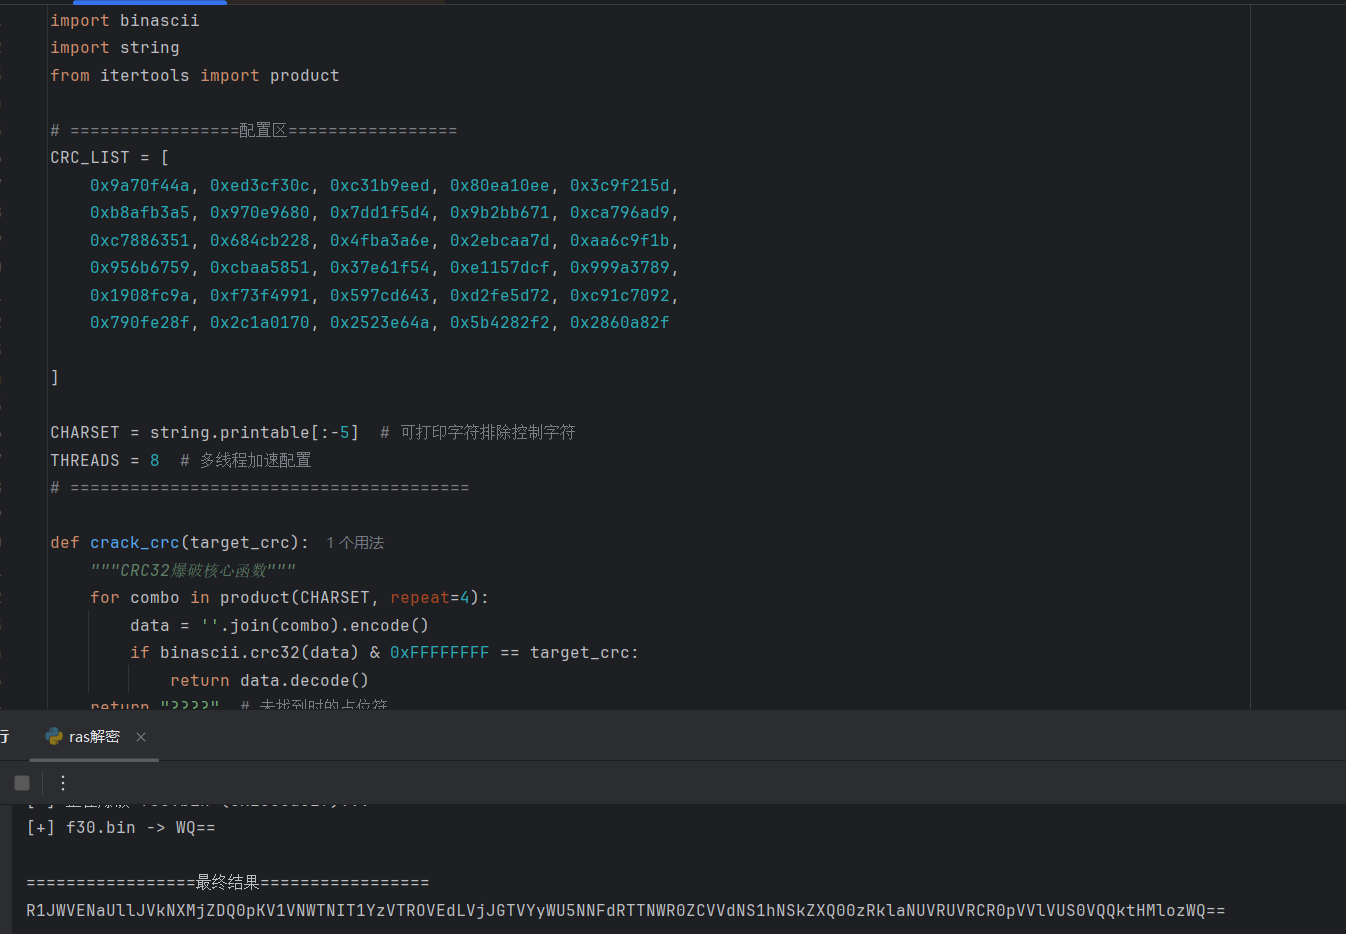 import binascii
import string
from itertools import product
# =================配置区=================
CRC_LIST = [
0x9a70f44a, 0xed3cf30c, 0xc31b9eed, 0x80ea10ee, 0x3c9f215d,
0xb8afb3a5, 0x970e9680, 0x7dd1f5d4, 0x9b2bb671, 0xca796ad9,
0xc7886351, 0x684cb228, 0x4fba3a6e, 0x2ebcaa7d, 0xaa6c9f1b,
0x956b6759, 0xcbaa5851, 0x37e61f54, 0xe1157dcf, 0x999a3789,
0x1908fc9a, 0xf73f4991, 0x597cd643, 0xd2fe5d72, 0xc91c7092,
0x790fe28f, 0x2c1a0170, 0x2523e64a, 0x5b4282f2, 0x2860a82f
]
CHARSET = string.printable[:-5]  # 可打印字符排除控制字符
THREADS = 8  # 多线程加速配置
# ========================================
def crack_crc(target_crc):  1 个用法
"""CRC32爆破核心函数"""
for combo in product(CHARSET, repeat=4):
data = ''.join(combo).encode()
if binascii.crc32(data) & 0xFFFFFFFF == target_crc:
return data.decode()
return "????"  # 未找到时的占位符
行 ras解密
[+] f30.bin -> WQ==
=================最终结果=================
R1JWVENaUllJVkNXMjZDQ0pKV1VNWTNIT1YzVTROVEdLVjJGTVYyWU5NNFdRTTNWR0ZCVVdNS1hNSkZXQ00zRklaNUVRUVRCR0pVVlVUS0VQQktHMlozWQ==